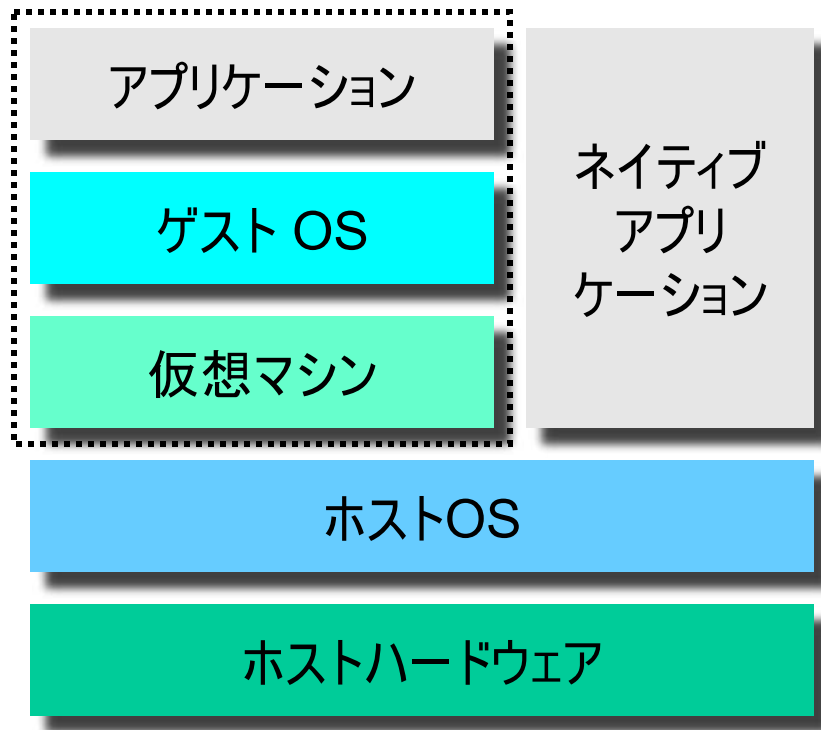 アプリケーション
ゲスト OS
仮想マシン
ネイティブ
アプリ
ケーション
ホストOS
ホストハードウェア